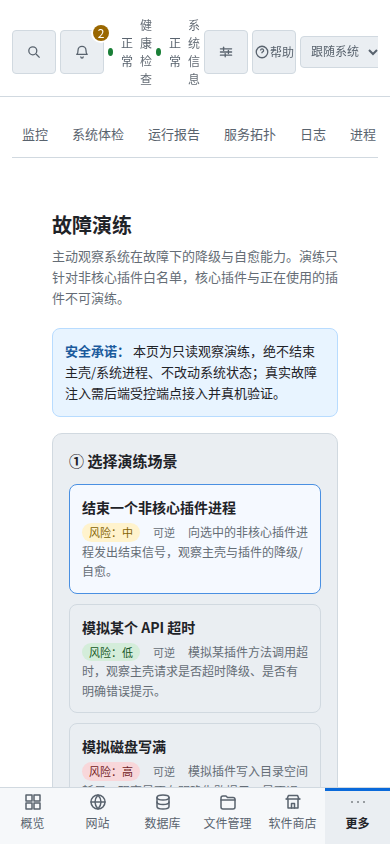 2
正常
健康检查
正常
系统信息
帮助
跟随系统
监控
系统体检
运行报告
服务拓扑
日志
进程
故障演练
主动观察系统在故障下的降级与自愈能力。演练只
针对非核心插件白名单，核心插件与正在使用的插
件不可演练。
安全承诺： 本页为只读观察演练，绝不结束
主壳/系统进程、不改动系统状态；真实故障
注入需后端受控端点接入并真机验证。
① 选择演练场景
结束一个非核心插件进程
风险：中 可逆 向选中的非核心插件进
程发出结束信号，观察主壳与插件的降级/
自愈。
模拟某个 API 超时
风险：低 可逆 模拟某插件方法调用超
时，观察主壳请求是否超时降级、是否有
明确错误提示。
模拟磁盘写满
风险：高 可逆 模拟插件写入目录空间
概览
网站
数据库
文件管理
软件商店
更多